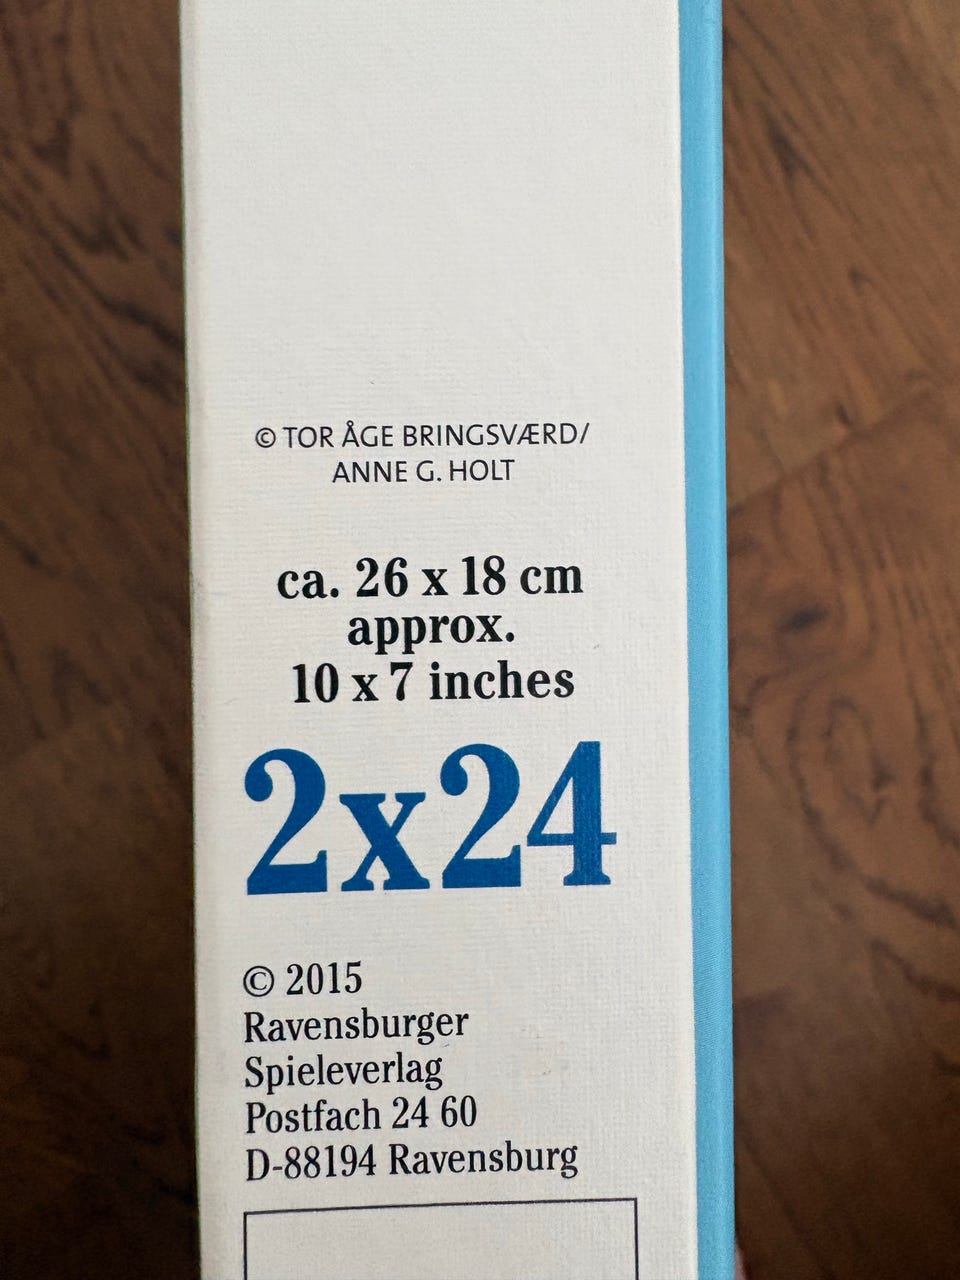 © TOR ÅGE BRINGSVÆRD/
ANNE G. HOLT
ca. 26 x 18 cm
approx.
10 x 7 inches
2x24
© 2015
Ravensburger
Spieleverlag
Postfach 24 60
D-88194 Ravensburg